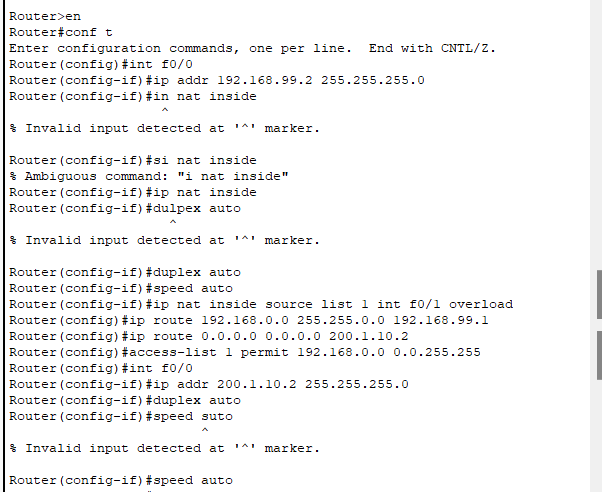 Router>en
Router#conf t
Enter configuration commands, one per line.  End with CNTL/Z.
Router(config)#int f0/0
Router(config-if)#ip addr 192.168.99.2 255.255.255.0
Router(config-if)#in nat inside
^
% Invalid input detected at '^' marker.
Router(config-if)#si nat inside
% Ambiguous command: "i nat inside"
Router(config-if)#ip nat inside
Router(config-if)#dulpex auto
^
% Invalid input detected at '^' marker.
Router(config-if)#duplex auto
Router(config-if)#speed auto
Router(config-if)#ip nat inside source list 1 int f0/1 overload
Router(config)#ip route 192.168.0.0 255.255.0.0 192.168.99.1
Router(config)#ip route 0.0.0.0 0.0.0.0 200.1.10.2
Router(config)#access-list 1 permit 192.168.0.0 0.0.255.255
Router(config)#int f0/0
Router(config-if)#ip addr 200.1.10.2 255.255.255.0
Router(config-if)#duplex auto
Router(config-if)#speed suto
^
% Invalid input detected at '^' marker.
Router(config-if)#speed auto